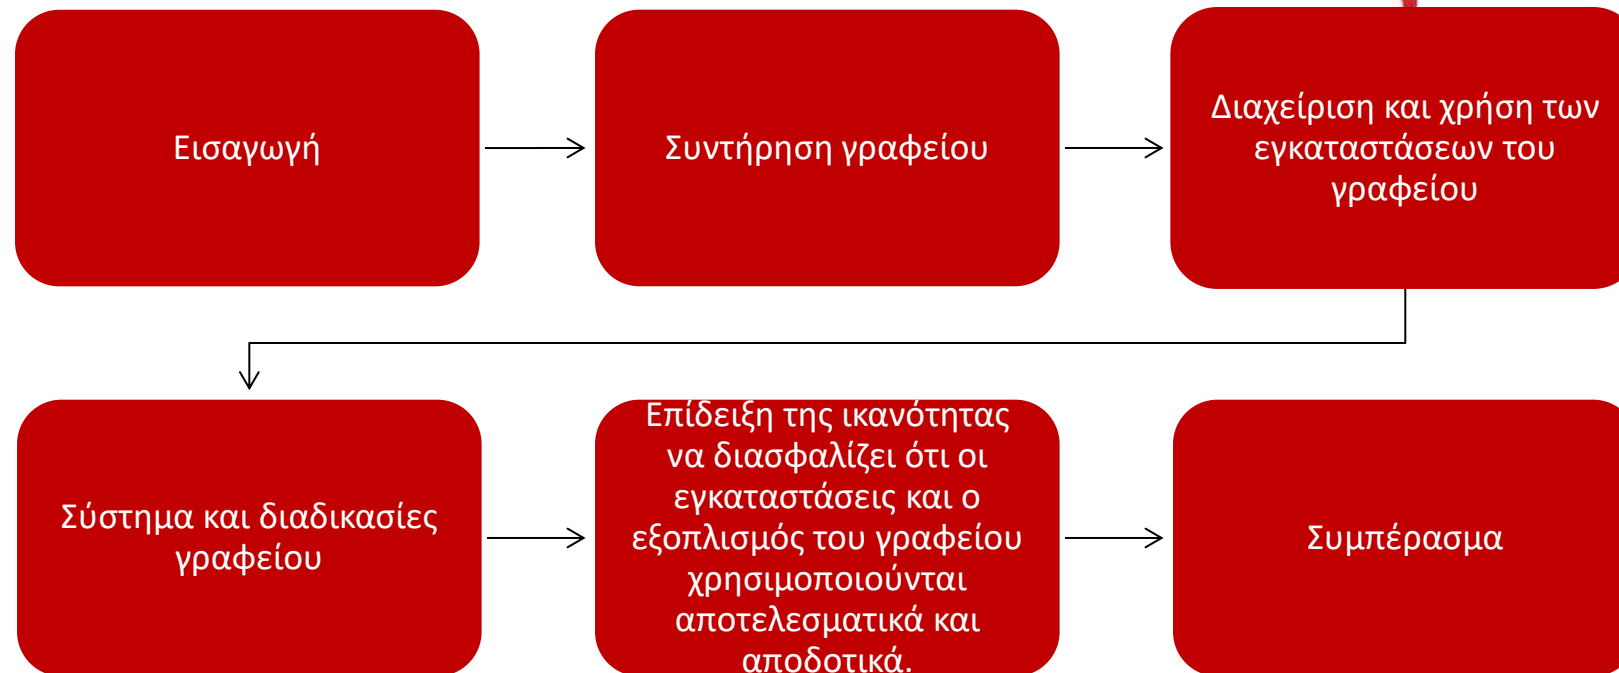 Εισαγωγή
Συντήρηση γραφείου
Διαχείριση και χρήση των
εγκαταστάσεων του
γραφείου
Σύστημα και διαδικασίες
γραφείου
Επίδειξη της ικανότητας
να διασφαλίζει ότι οι
εγκαταστάσεις και ο
εξοπλισμός του γραφείου
χρησιμοποιούνται
αποτελεσματικά και
αποδοτικά.
Συμπέρασμα